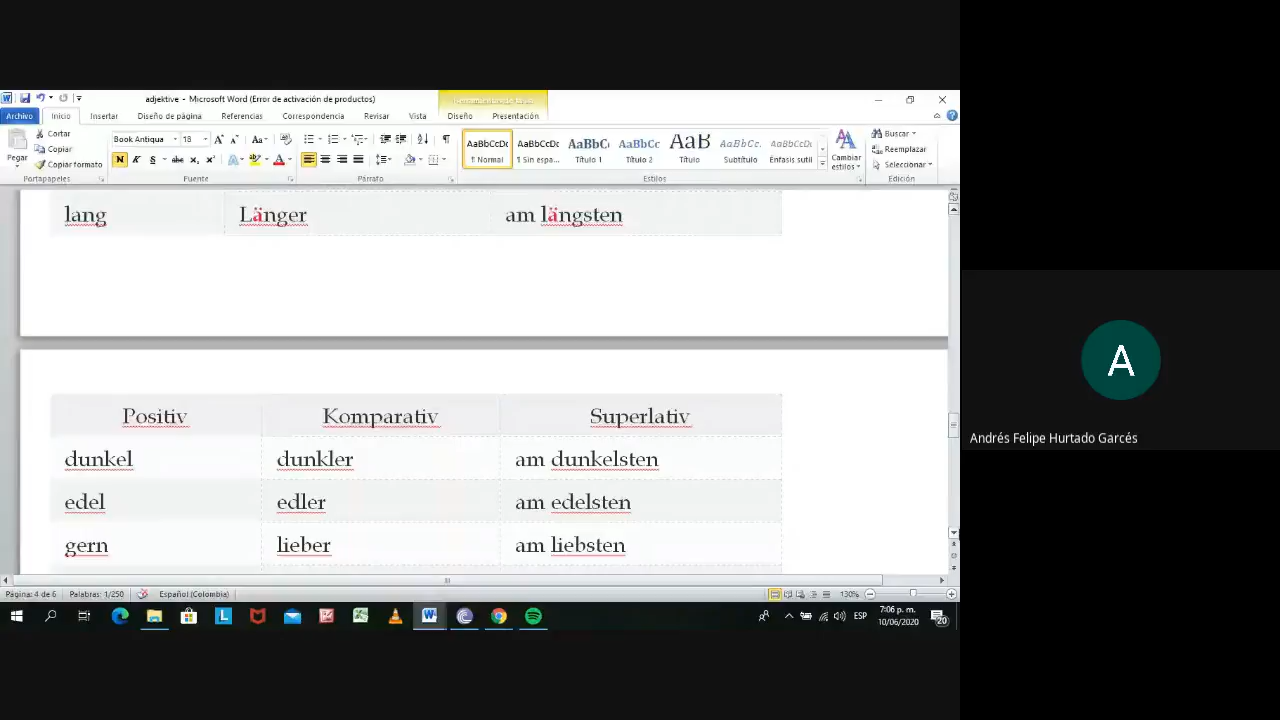 adjektive - Microsoft Word (Error de activación de productos)
Archivo Inicio Insertar Diseño de página Referencias Correspondencia Revisar Vista Diseño Presentación
Pegar Cortar
Copiar
Copiar formato
Portapapeles
Book Antiqua 18
N K S abc x₂ x²
Fuente
Párrafo
AaBbCcDc AaBbCcDc AaBbC AaBbCc AaB AaBbCc. AaBbCcDc
¶ Normal ¶ Sin espa... Título 1 Título 2 Título Subtítulo Énfasis sutil
Estilos
Cambiar estilos
Buscar
Reemplazar
Seleccionar
Edición
lang Länger am längsten
Positiv Komparativ Superlativ
dunkel dunkler am dunkelsten
edel edler am edelsten
gern lieber am liebsten
Página: 4 de 6 Palabras: 1/250 Español (Colombia) 130%
ESP 7:06 p. m.
10/06/2020 20
A
Andrés Felipe Hurtado Garcés